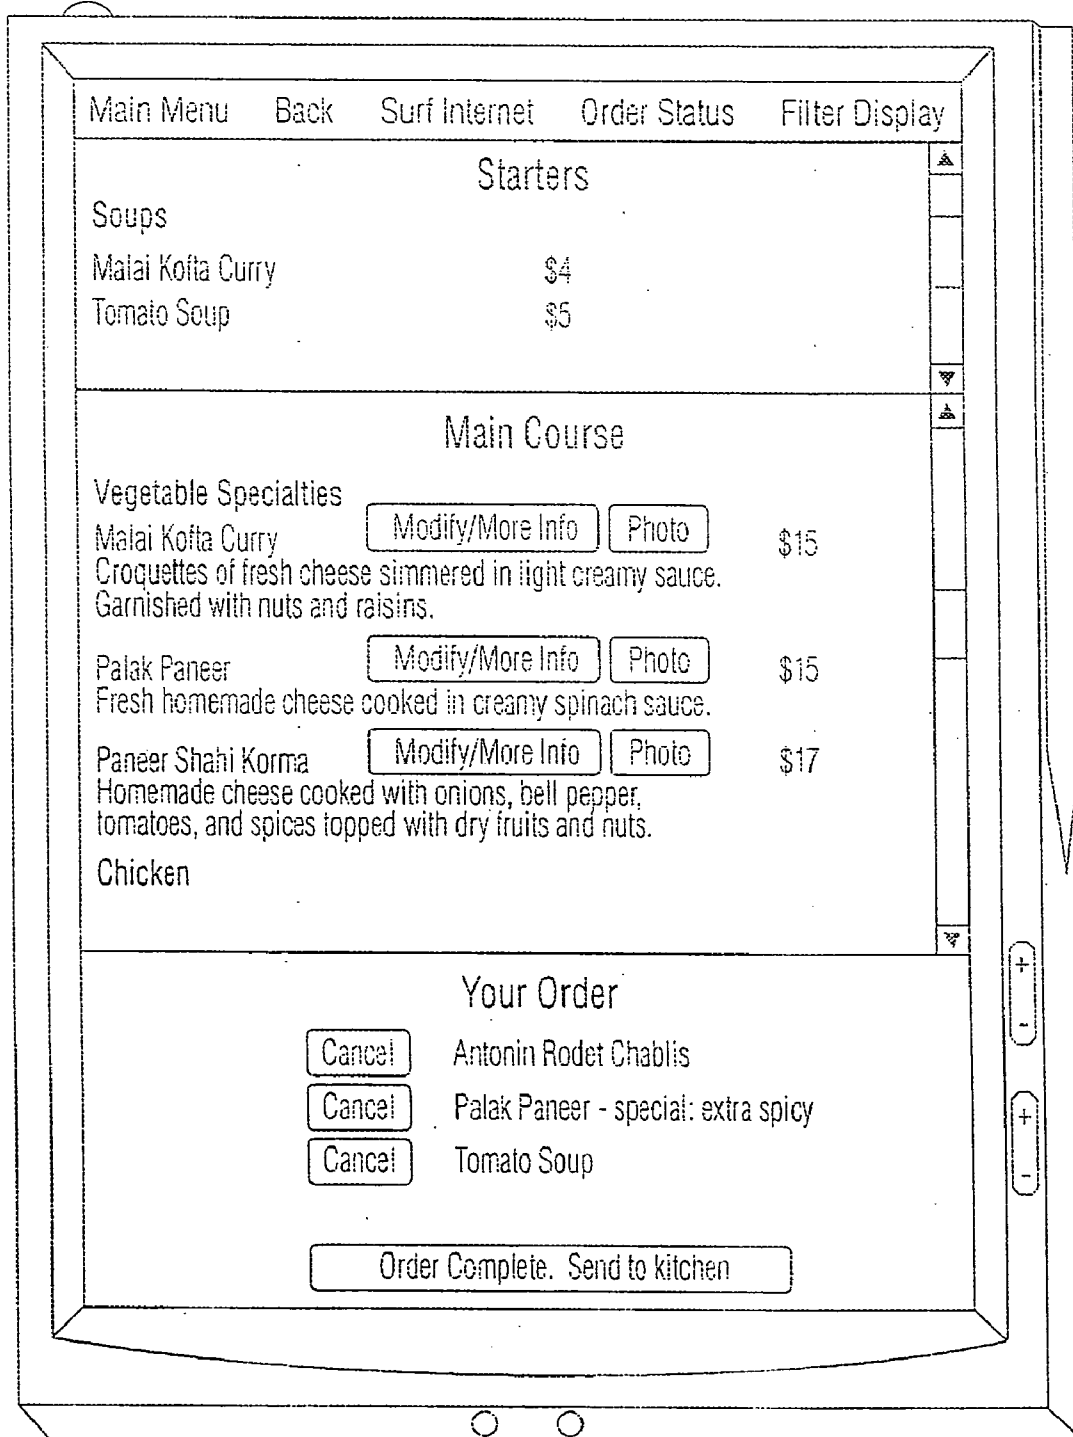 Main Menu Back Surf Internet Order Status Filter Display
Starters
Soups
Malai Kofta Curry $4
Tomato Soup $5
Main Course
Vegetable Specialties
Malai Kofta Curry Modify/More Info Photo $15
Croquettes of fresh cheese simmered in light creamy sauce.
Garnished with nuts and raisins.
Palak Paneer Modify/More Info Photo $15
Fresh homemade cheese cooked in creamy spinach sauce.
Paneer Shahi Korma Modify/More Info Photo $17
Homemade cheese cooked with onions, bell pepper,
tomatoes, and spices topped with dry fruits and nuts.
Chicken
+
-
Your Order
Cancel Antonin Rodet Chablis
Cancel Palak Paneer - special: extra spicy
+
-
Cancel Tomato Soup
Order Complete. Send to kitchen